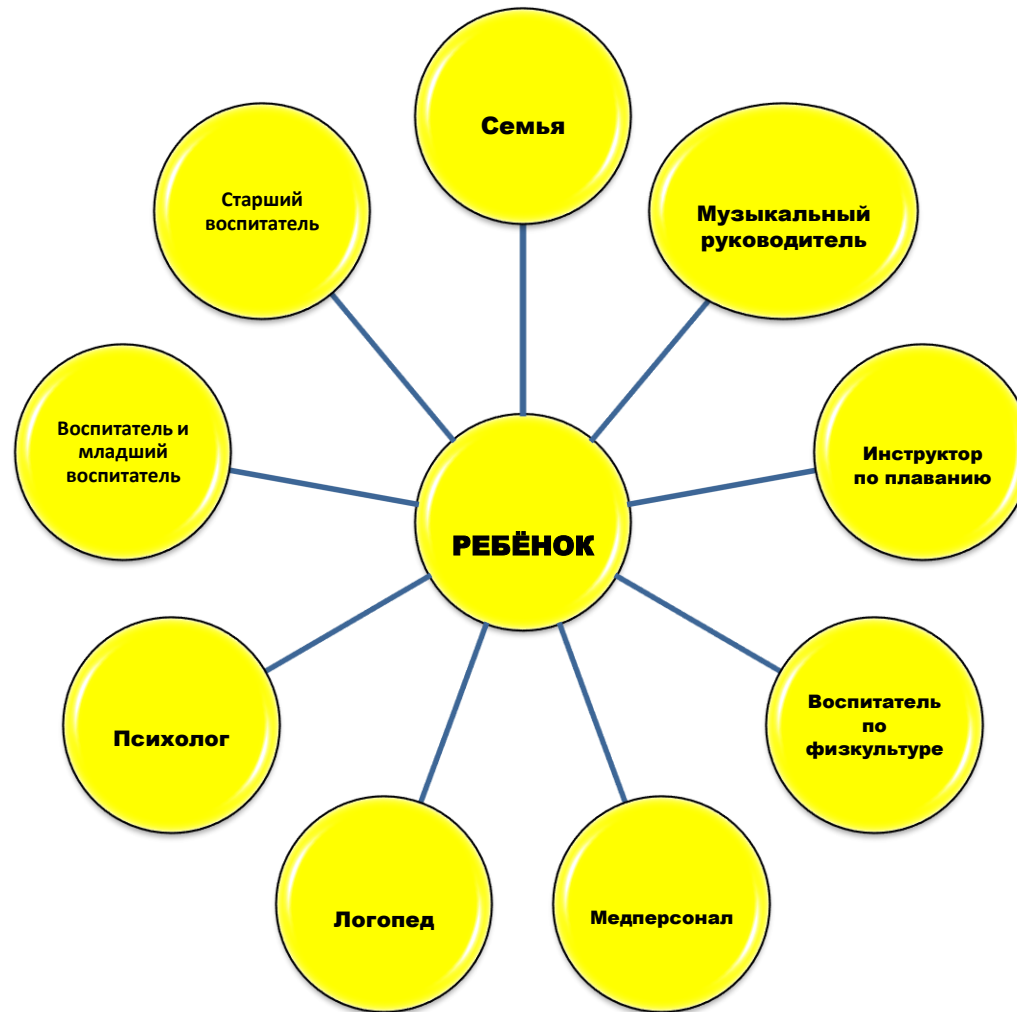 Семья
Старший
воспитатель
Музыкальный
руководитель
Воспитатель и
младший
воспитатель
Инструктор
по плаванию
РЕБЁНОК
Психолог
Воспитатель
по
физкультуре
Логопед
Медперсонал